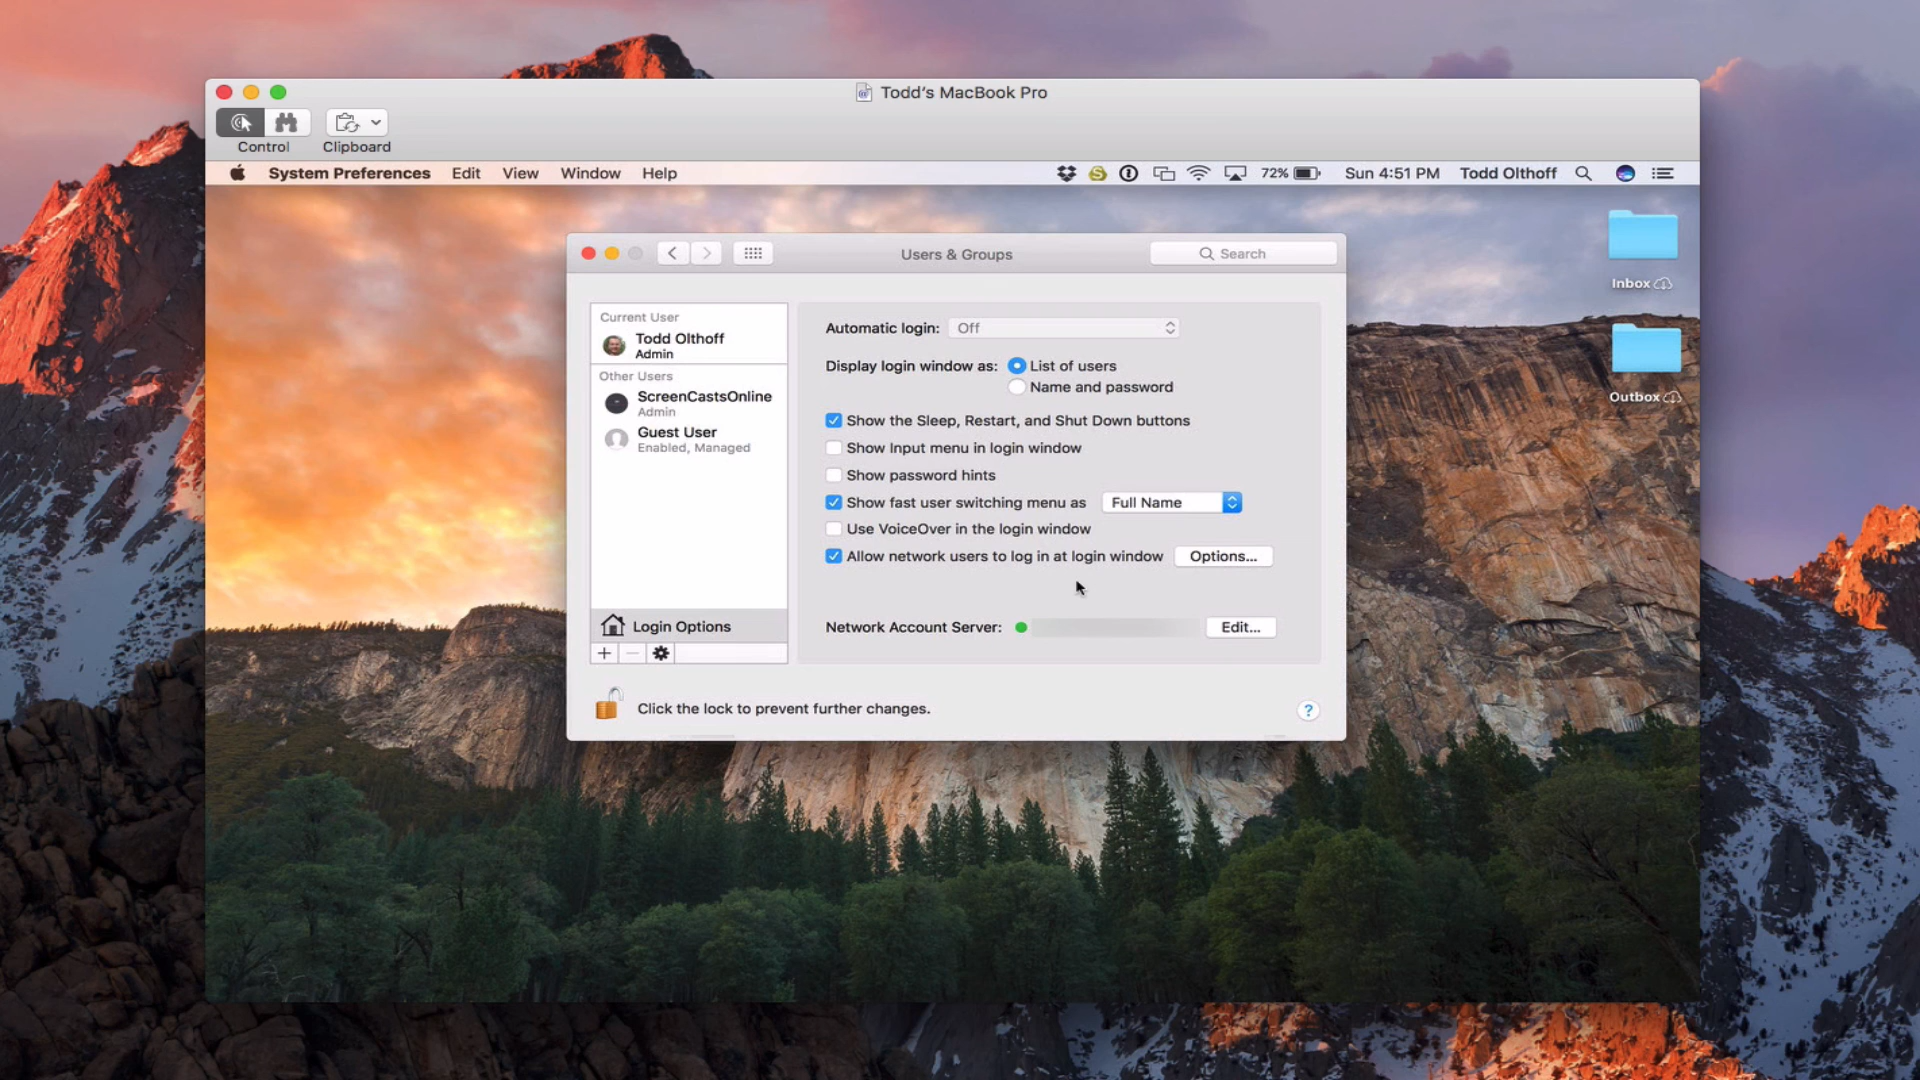 Todd's MacBook Pro
Control
Clipboard
System Preferences Edit View Window Help 72% Sun 4:51 PM Todd Olthoff
Inbox
Outbox
Users & Groups
Search
Current User
Todd Olthoff
Admin
Other Users
ScreenCastsOnline
Admin
Guest User
Enabled, Managed
Login Options
Automatic login: Off
Display login window as: List of users
Name and password
Show the Sleep, Restart, and Shut Down buttons
Show Input menu in login window
Show password hints
Show fast user switching menu as Full Name
Use VoiceOver in the login window
Allow network users to log in at login window Options...
Network Account Server: Edit...
Click the lock to prevent further changes.
?